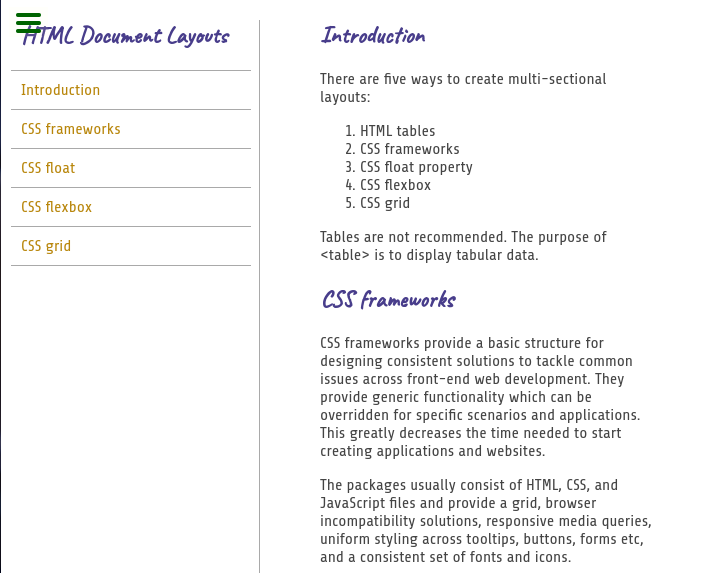 HTML Document Layouts
Introduction
CSS frameworks
CSS float
CSS flexbox
CSS grid
Introduction
There are five ways to create multi-sectional
layouts:
1. HTML tables
2. CSS frameworks
3. CSS float property
4. CSS flexbox
5. CSS grid
Tables are not recommended. The purpose of
<table> is to display tabular data.
CSS frameworks
CSS frameworks provide a basic structure for
designing consistent solutions to tackle common
issues across front-end web development. They
provide generic functionality which can be
overridden for specific scenarios and applications.
This greatly decreases the time needed to start
creating applications and websites.
The packages usually consist of HTML, CSS, and
JavaScript files and provide a grid, browser
incompatibility solutions, responsive media queries,
uniform styling across tooltips, buttons, forms etc,
and a consistent set of fonts and icons.